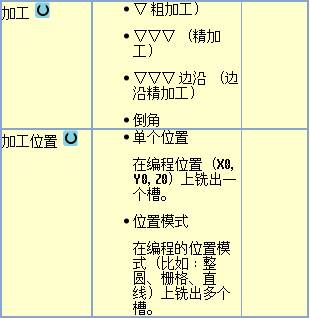 加工
• ▽ 粗加工）
• ▽▽▽ （精加
工）
• ▽▽▽ 边沿 （边
沿精加工）
• 倒角
加工位置
• 单个位置
在编程位置（X0,
Y0, Z0）上铣出一
个槽。
• 位置模式
在编程的位置模
式（比如：整
圆、栅格、直
线）上铣出多个
槽。